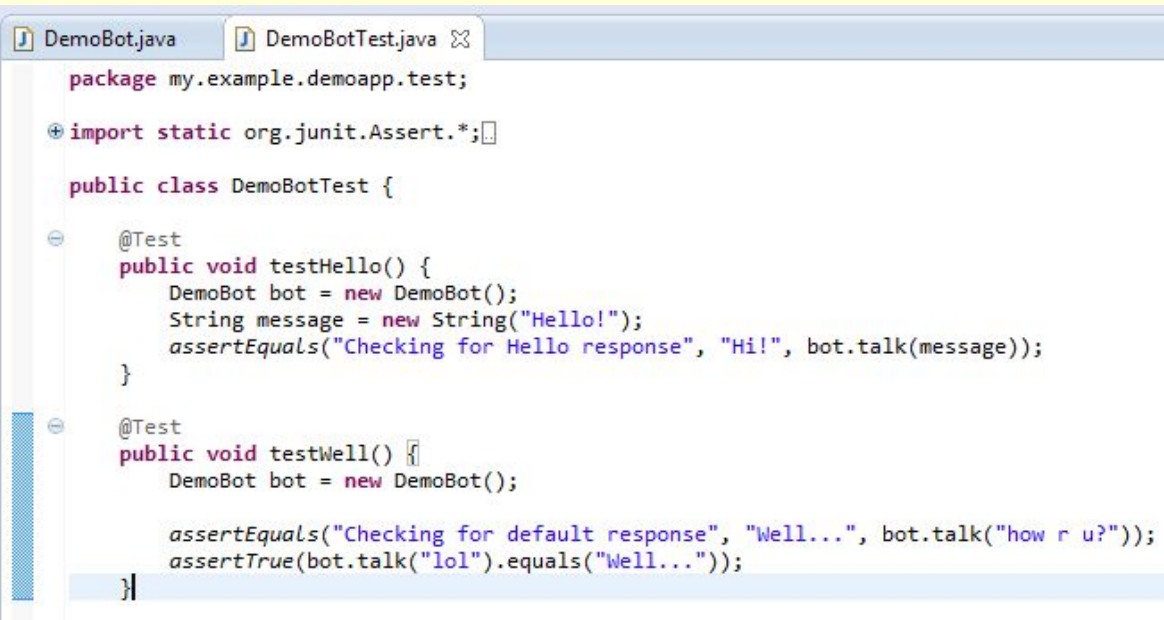 DemoBot.java
DemoBotTest.java
package my.example.demoapp.test;
import static org.junit.Assert.*;
public class DemoBotTest {
@Test
public void testHello() {
DemoBot bot = new DemoBot();
String message = new String("Hello!");
assertEquals("Checking for Hello response", "Hi!", bot.talk(message));
}
@Test
public void testWell() {
DemoBot bot = new DemoBot();
assertEquals("Checking for default response", "Well...", bot.talk("how r u?"));
assertTrue(bot.talk("lol").equals("Well..."));
}